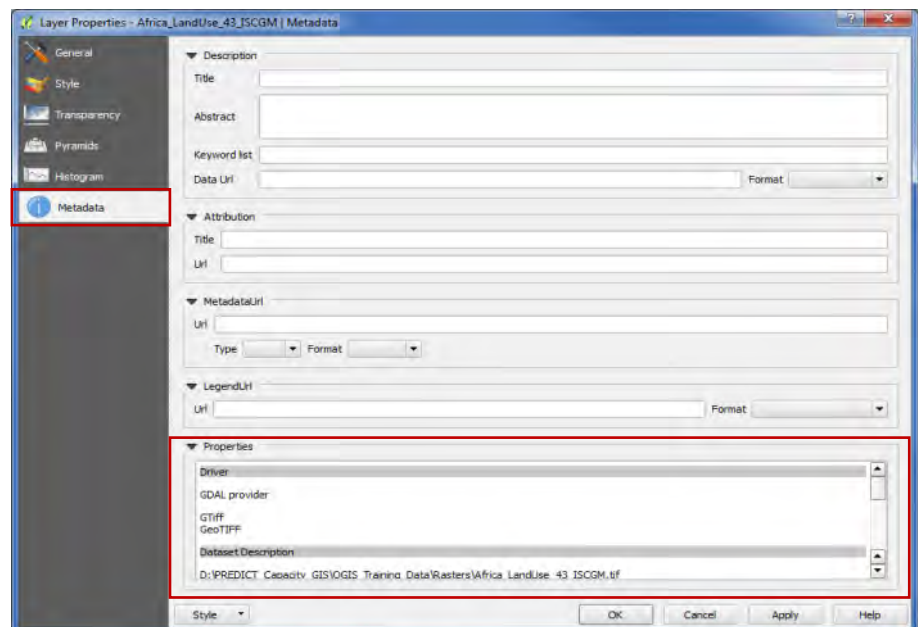 Layer Properties - Africa_LandUse_43_ISCGM | Metadata
General
Style
Transparency
Pyramids
Histogram
Metadata
Description
Title
Abstract
Keyword list
Data Url
Format
Attribution
Title
Url
MetadataUrl
Url
Type
Format
LegendUrl
Url
Format
Properties
Driver
GDAL provider
GTiff
GeoTIFF
Dataset Description
D:\PREDICT_Capacity_GIS\QGIS_Training_Data\Rasters\Africa_LandUse_43_ISCGM.tif
Style
OK
Cancel
Apply
Help